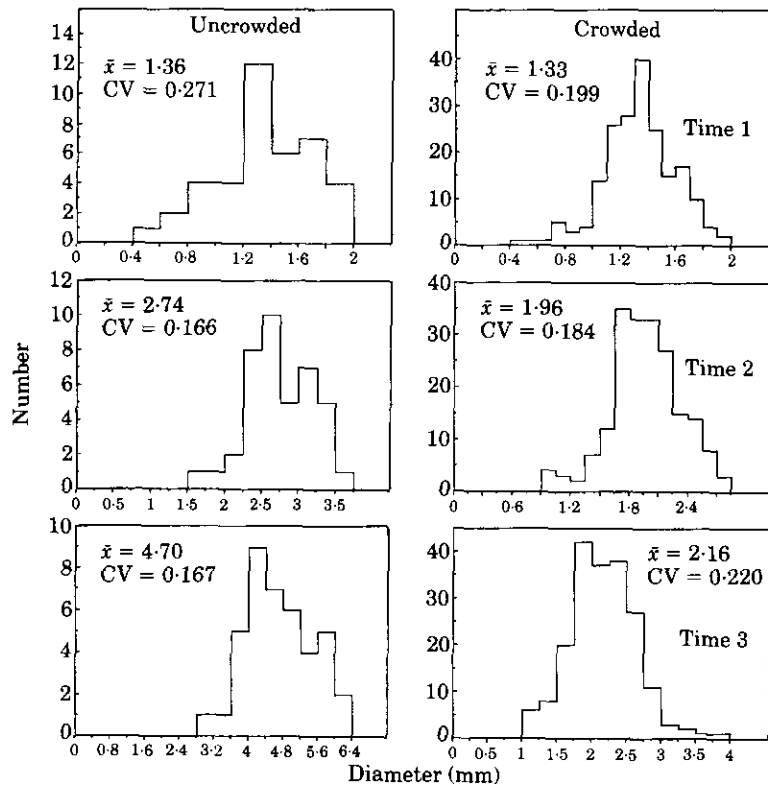 Uncrowded
x̄ = 1·36
CV = 0·271
14
12
10
8
6
4
2
0
0 0·4 0·8 1·2 1·6 2
Crowded
x̄ = 1·33
CV = 0·199
Time 1
40
30
20
10
0
0 0·4 0·8 1·2 1·6 2
x̄ = 2·74
CV = 0·166
12
10
8
6
4
2
0
0 0·5 1 1·5 2 2·5 3 3·5
x̄ = 1·96
CV = 0·184
Time 2
40
30
20
10
0
0 0·6 1·2 1·8 2·4
x̄ = 4·70
CV = 0·167
10
8
6
4
2
0
0 0·8 1·6 2·4 3·2 4 4·8 5·6 6·4
x̄ = 2·16
CV = 0·220
Time 3
40
30
20
10
0
0 0·5 1 1·5 2 2·5 3 3·5 4
Number
Diameter (mm)